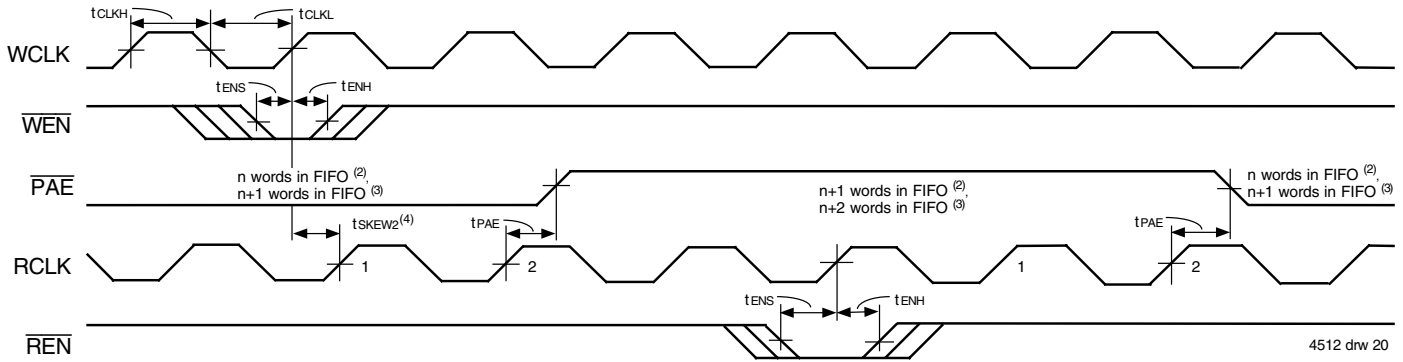 tCLKH
tCLKL
WCLK
tENS
tENH
WEN
n words in FIFO (2),
n+1 words in FIFO (3)
PAE
n+1 words in FIFO (2),
n+2 words in FIFO (3)
n words in FIFO (2),
n+1 words in FIFO (3)
tSKEW2(4)
tPAE
tPAE
RCLK
1
2
1
2
tENS
tENH
REN
4512 drw 20